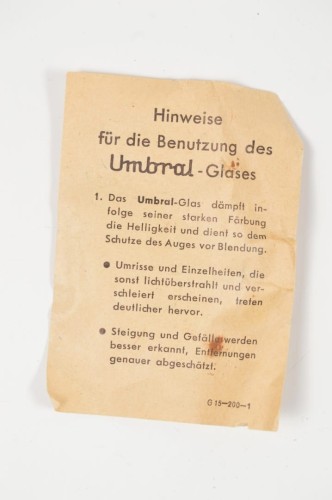 Hinweise
für die Benutzung des
Umbral-Glases
1. Das Umbral-Glas dämpft in-
folge seiner starken Färbung
die Helligkeit und dient so dem
Schutze des Auges vor Blendung.
● Umrisse und Einzelheiten, die
sonst lichtüberstrahlt und ver-
schleiert erscheinen, treten
deutlicher hervor.
● Steigung und Gefälle werden
besser erkannt, Entfernungen
genauer abgeschätzt.
G 15—200—1